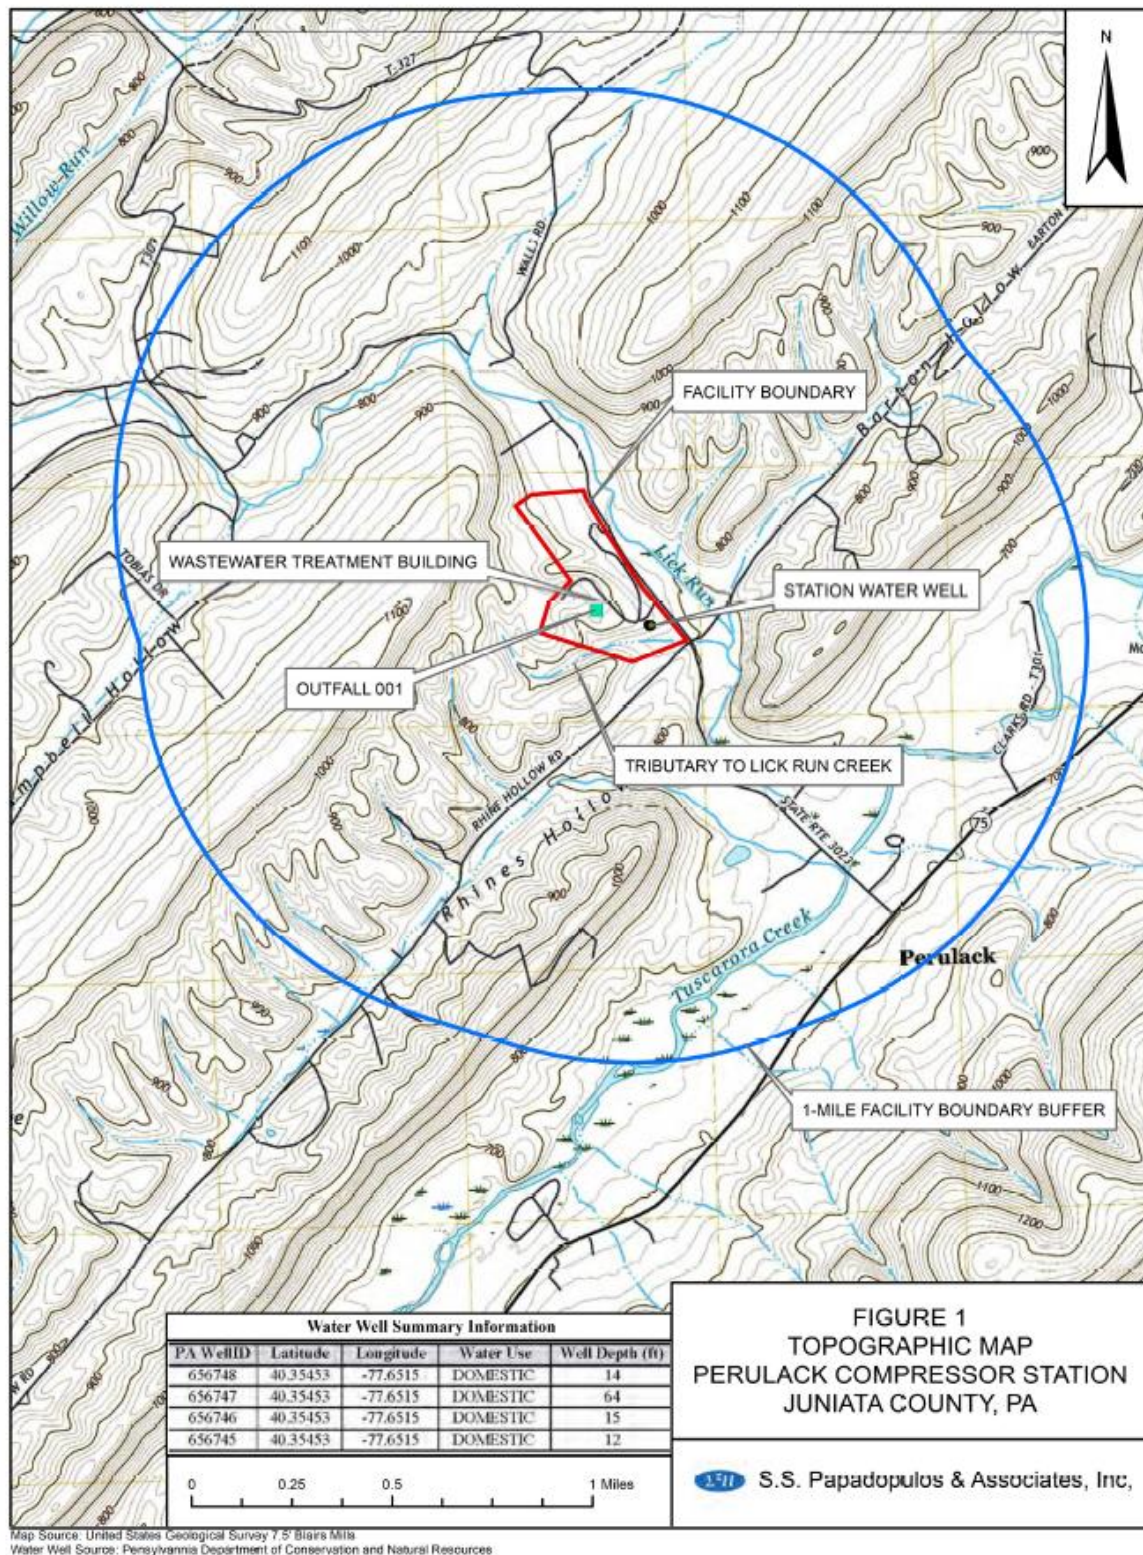 N
T-327
Willow Run
T301
WALLS RD
Barton Hollow
FACILITY BOUNDARY
WASTEWATER TREATMENT BUILDING
Lick Run
STATION WATER WELL
TOBIAS DR
OUTFALL 001
CLARKS RD - T301
TRIBUTARY TO LICK RUN CREEK
RHINE HOLLOW RD
Rhines Hollow
STATE RTE 3023
75
Tuscarora Creek
Perulack
1-MILE FACILITY BOUNDARY BUFFER
Water Well Summary Information
PA WellID Latitude Longitude Water Use Well Depth (ft)
656748 40.35453 -77.6515 DOMESTIC 14
656747 40.35453 -77.6515 DOMESTIC 64
656746 40.35453 -77.6515 DOMESTIC 15
656745 40.35453 -77.6515 DOMESTIC 12
0 0.25 0.5 1 Miles
FIGURE 1
TOPOGRAPHIC MAP
PERULACK COMPRESSOR STATION
JUNIATA COUNTY, PA
S.S. Papadopulos & Associates, Inc,
Map Source: United States Geological Survey 7.5' Blairs Mills
Water Well Source: Pensylvannia Department of Conservation and Natural Resources